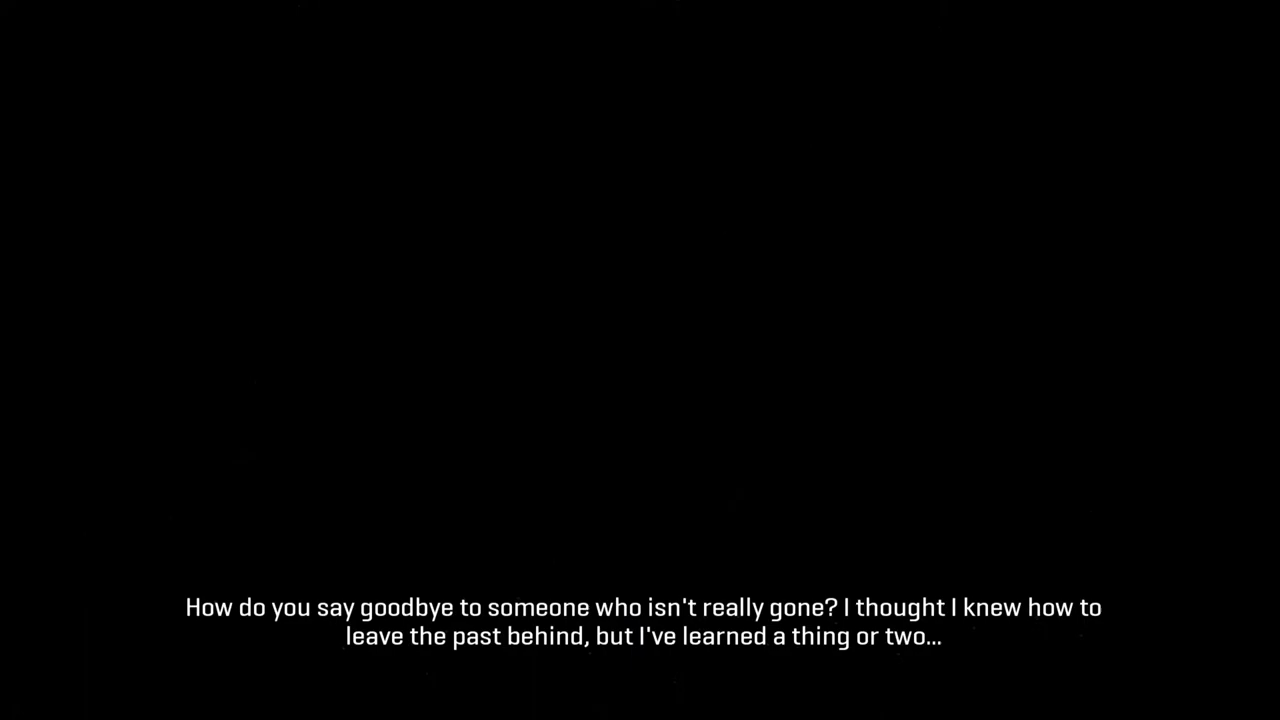 How do you say goodbye to someone who isn't really gone? I thought I knew how to
leave the past behind, but I've learned a thing or two...